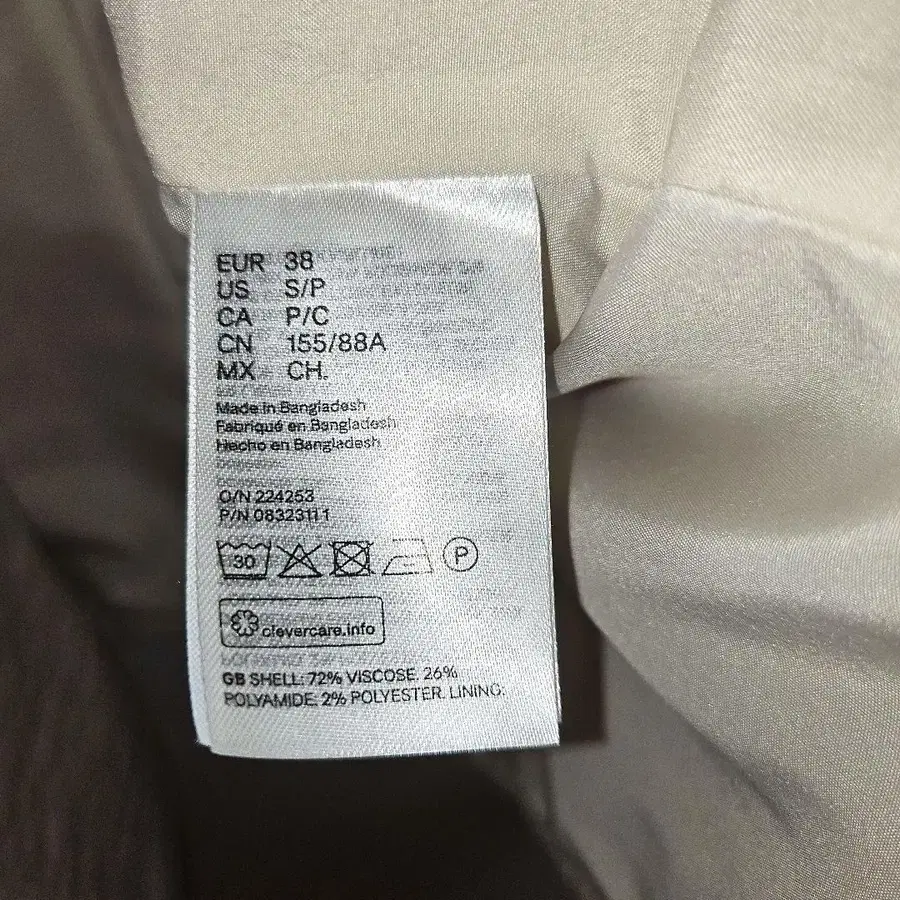 EUR 38
US S/P
CA P/C
CN 155/88A
MX CH.
Made in Bangladesh
Fabriqué en Bangladesh
Hecho en Bangladesh
O/N 224253
P/N 08323111
30
P
clevercare.info
GB SHELL: 72% VISCOSE. 26%
POLYAMIDE. 2% POLYESTER. LINING: